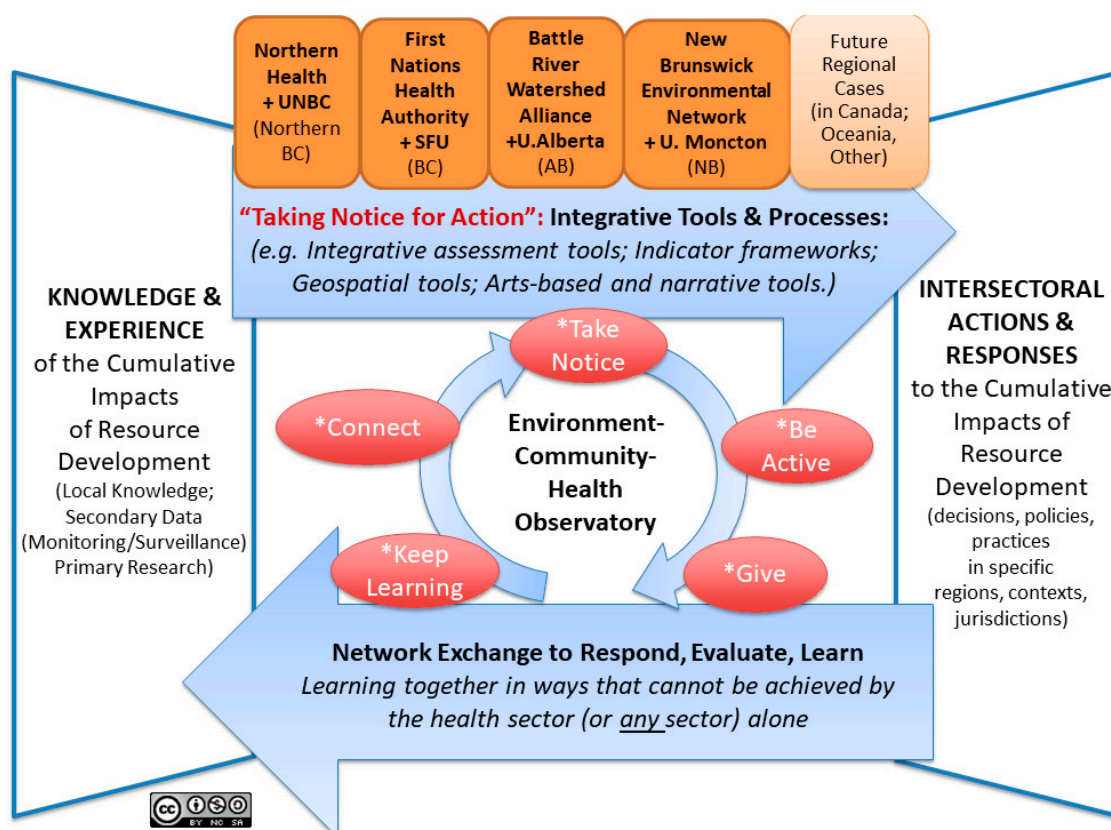 Northern
Health
+ UNBC
(Northern
BC)
First
Nations
Health
Authority
+ SFU
(BC)
Battle
River
Watershed
Alliance
+U.Alberta
(AB)
New
Brunswick
Environmental
Network
+ U. Moncton
(NB)
Future
Regional
Cases
(in Canada;
Oceania,
Other)
“Taking Notice for Action”: Integrative Tools & Processes:
(e.g. Integrative assessment tools; Indicator frameworks;
Geospatial tools; Arts-based and narrative tools.)
KNOWLEDGE &
EXPERIENCE
of the Cumulative
Impacts
of Resource
Development
(Local Knowledge;
Secondary Data
(Monitoring/Surveillance)
Primary Research)
*Take
Notice
*Connect
*Be
Active
Environment-
Community-
Health
Observatory
*Keep
Learning
*Give
INTERSECTORAL
ACTIONS &
RESPONSES
to the Cumulative
Impacts of
Resource
Development
(decisions, policies,
practices
in specific
regions, contexts,
jurisdictions)
Network Exchange to Respond, Evaluate, Learn
Learning together in ways that cannot be achieved by
the health sector (or any sector) alone
cc
BY NC SA